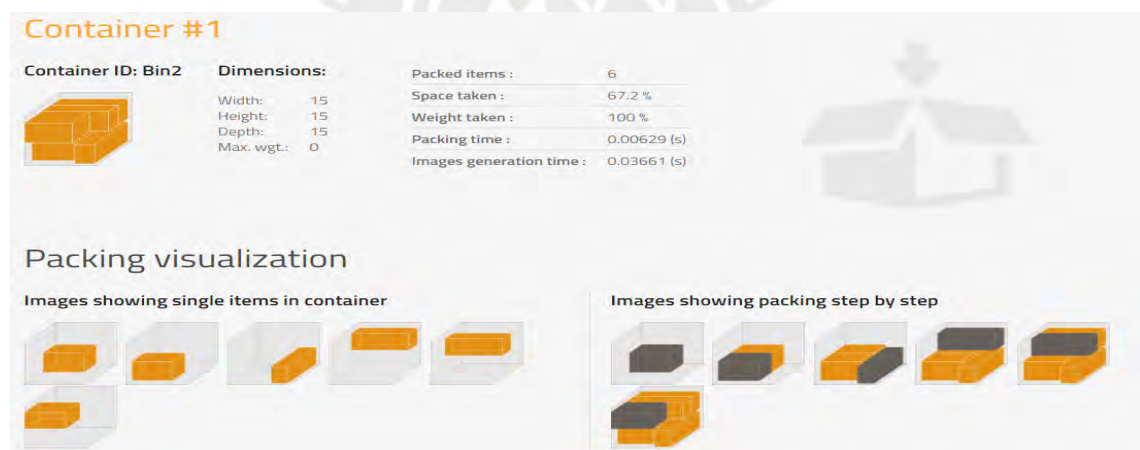 Container #1
Container ID: Bin2
Dimensions:
Width: 15
Height: 15
Depth: 15
Max. wgt.: 0
Packed items : 6
Space taken : 67.2 %
Weight taken : 100 %
Packing time : 0.00629 (s)
Images generation time : 0.03661 (s)
Packing visualization
Images showing single items in container
Images showing packing step by step